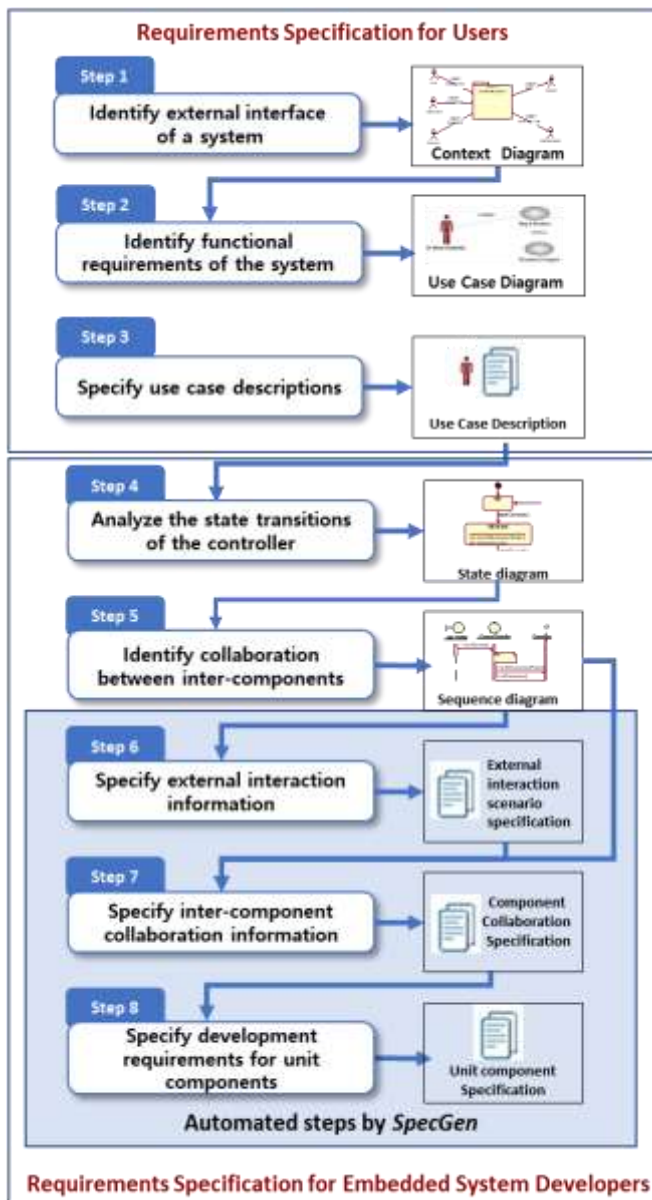 Requirements Specification for Users
Step 1
Identify external interface
of a system
Context Diagram
Step 2
Identify functional
requirements of the system
Use Case Diagram
Step 3
Specify use case descriptions
Use Case Description
Step 4
Analyze the state transitions
of the controller
State diagram
Step 5
Identify collaboration
between inter-components
Sequence diagram
Step 6
Specify external interaction
information
External
interaction
scenario
specification
Step 7
Specify inter-component
collaboration information
Component
Collaboration
Specification
Step 8
Specify development
requirements for unit
components
Unit component
Specification
Automated steps by SpecGen
Requirements Specification for Embedded System Developers